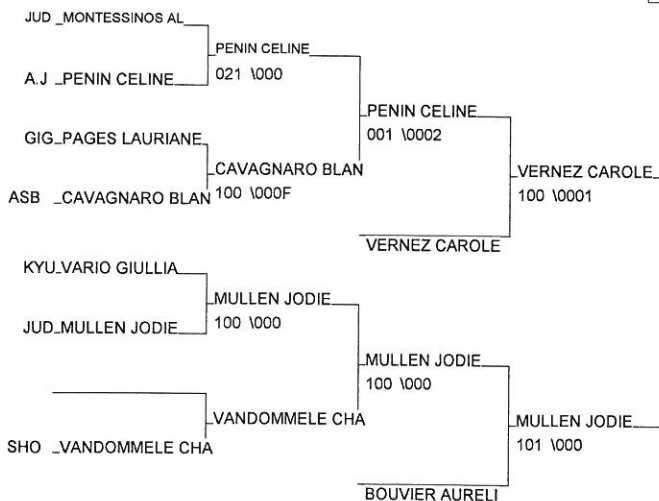 JUD _MONTESSINOS AL
PENIN CELINE
021 \000
A.J _PENIN CELINE
PENIN CELINE
001 \0002
GIG_PAGES LAURIANE
CAVAGNARO BLAN
100 \000F
VERNEZ CAROLE
100 \0001
ASB _CAVAGNARO BLAN
VERNEZ CAROLE
KYU_VARIO GIULLIA
MULLEN JODIE
100 \000
JUD_MULLEN JODIE
MULLEN JODIE
100 \000
VANDOMMELE CHA
MULLEN JODIE
101 \000
SHO _VANDOMMELE CHA
BOUVIER AURELI